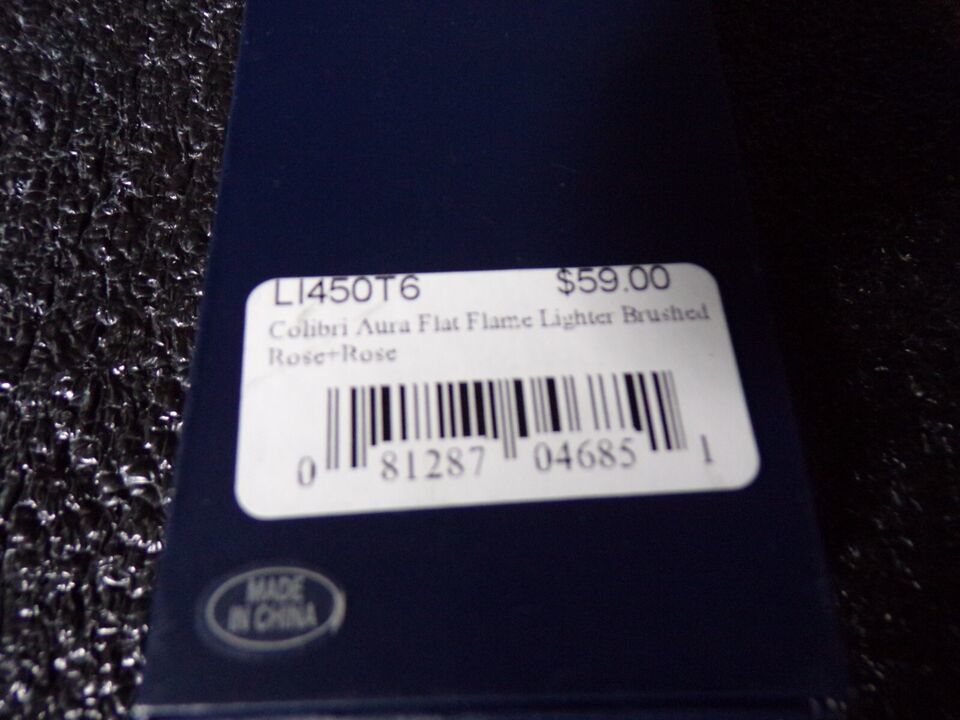 LI450T6 $59.00
Colibri Aura Flat Flame Lighter Brushed
Rose+Rose
0 81287 04685 1
MADE
IN CHINA